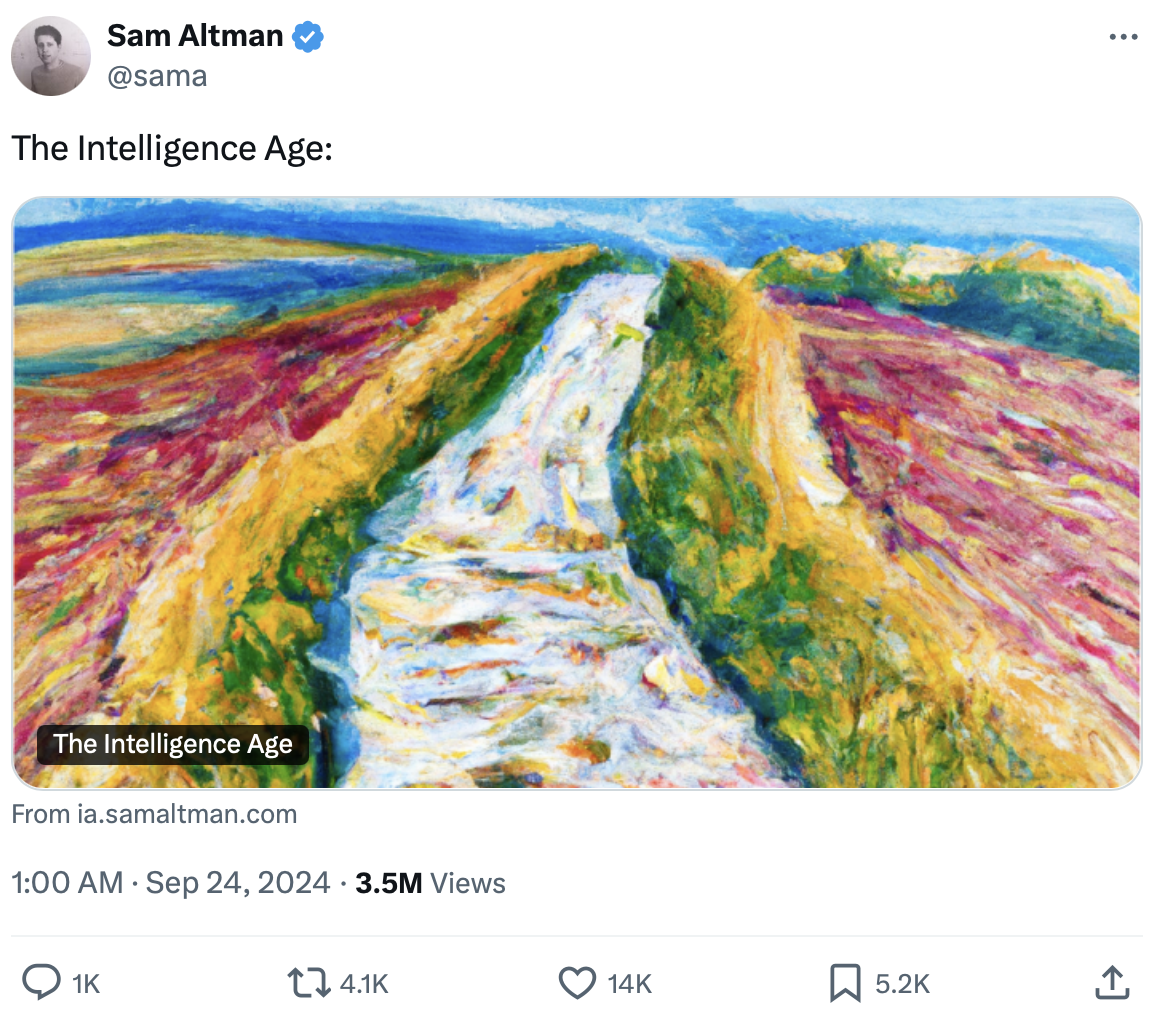 Sam Altman
@sama
The Intelligence Age:
The Intelligence Age
From ia.samaltman.com
1:00 AM · Sep 24, 2024 · 3.5M Views
1K 4.1K 14K 5.2K